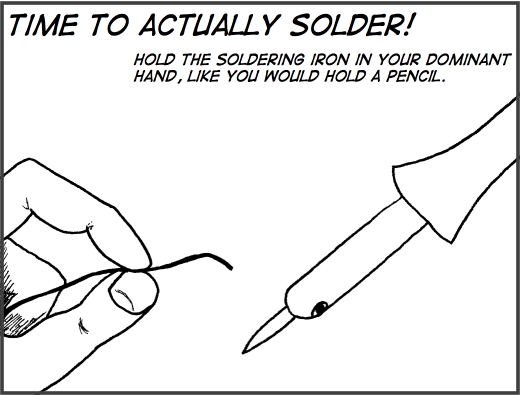 TIME TO ACTUALLY SOLDER!
HOLD THE SOLDERING IRON IN YOUR DOMINANT
HAND, LIKE YOU WOULD HOLD A PENCIL.